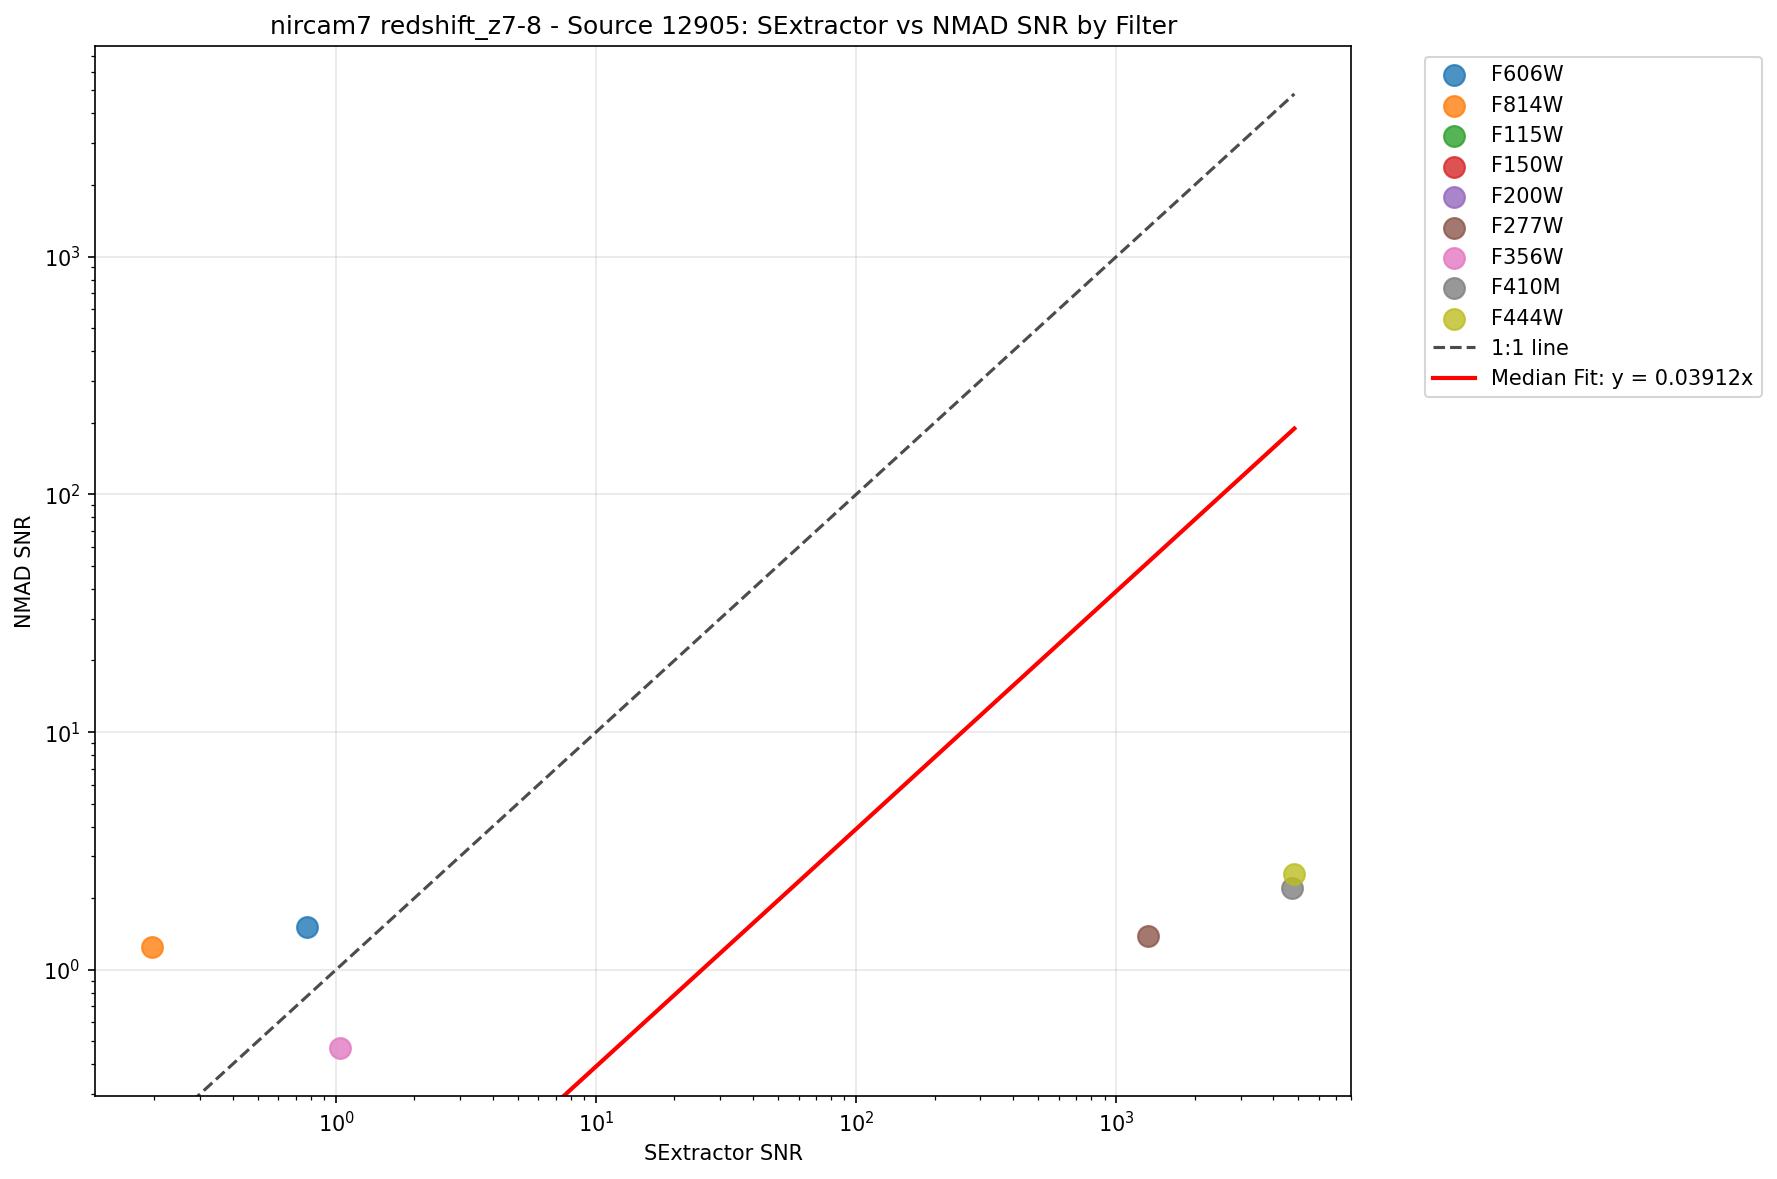 nircam7 redshift_z7-8 - Source 12905: SExtractor vs NMAD SNR by Filter
F606W
F814W
F115W
F150W
F200W
F277W
F356W
F410M
F444W
1:1 line
Median Fit: y = 0.03912x
NMAD SNR
10³
10²
10¹
10⁰
10⁰ 10¹ 10² 10³
SExtractor SNR